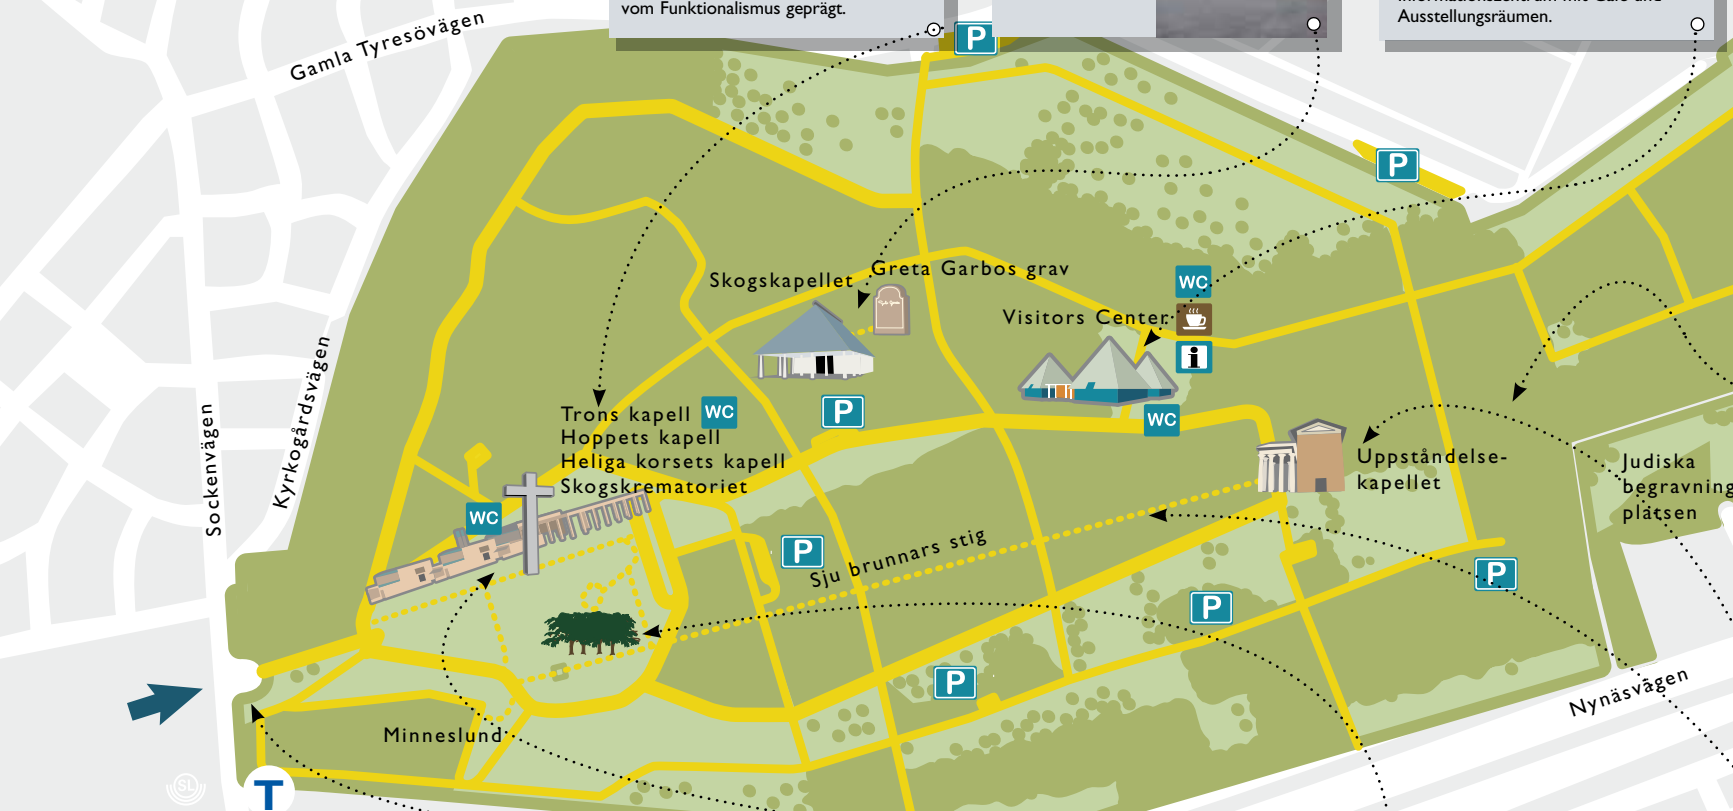 vom Funktionalismus geprägt.
Ausstellungsräumen.
P
Gamla Tyresövägen
P
Skogskapellet
Greta Garbos grav
WC
Visitors Center
i
Trons kapell
WC
P
Hoppets kapell
WC
Heliga korsets kapell
Skogskrematoriet
Uppståndelse-
kapellet
Judiska
begravning
platsen
Sockenvägen
Kyrkogårdsvägen
WC
P
Sju brunnars stig
P
P
P
Nynäsvägen
Minneslund
SL
T